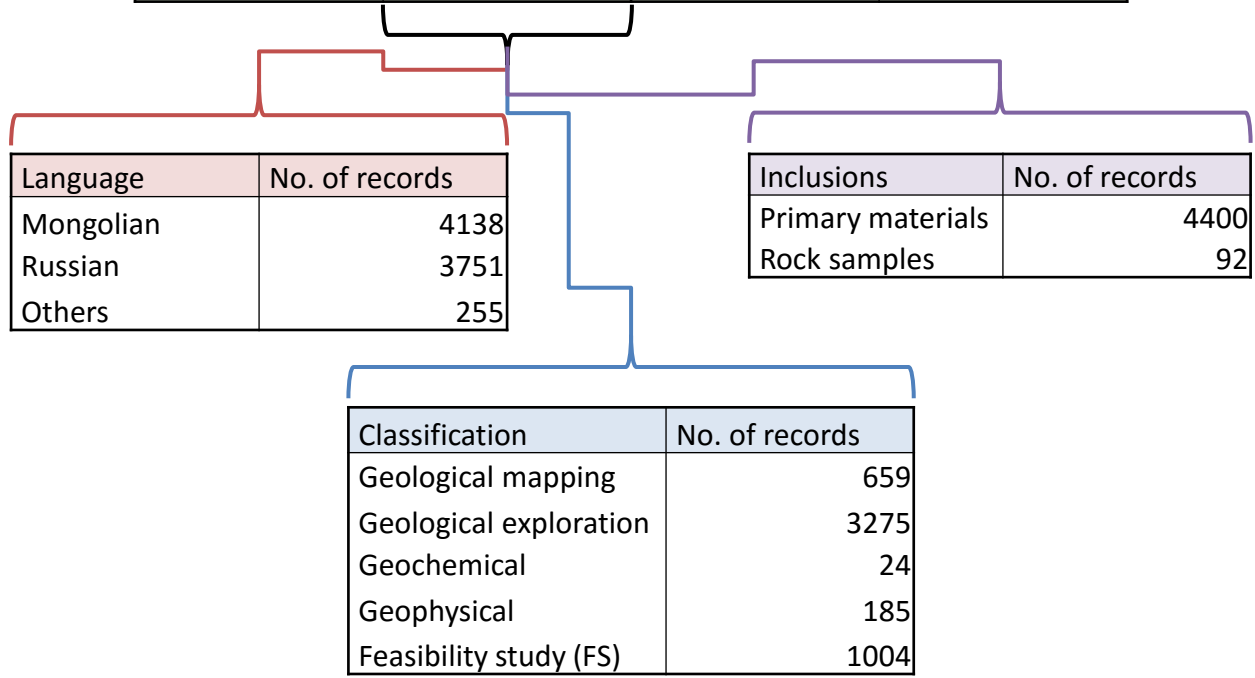 Language No. of records
Mongolian 4138
Russian 3751
Others 255
Inclusions No. of records
Primary materials 4400
Rock samples 92
Classification No. of records
Geological mapping 659
Geological exploration 3275
Geochemical 24
Geophysical 185
Feasibility study (FS) 1004